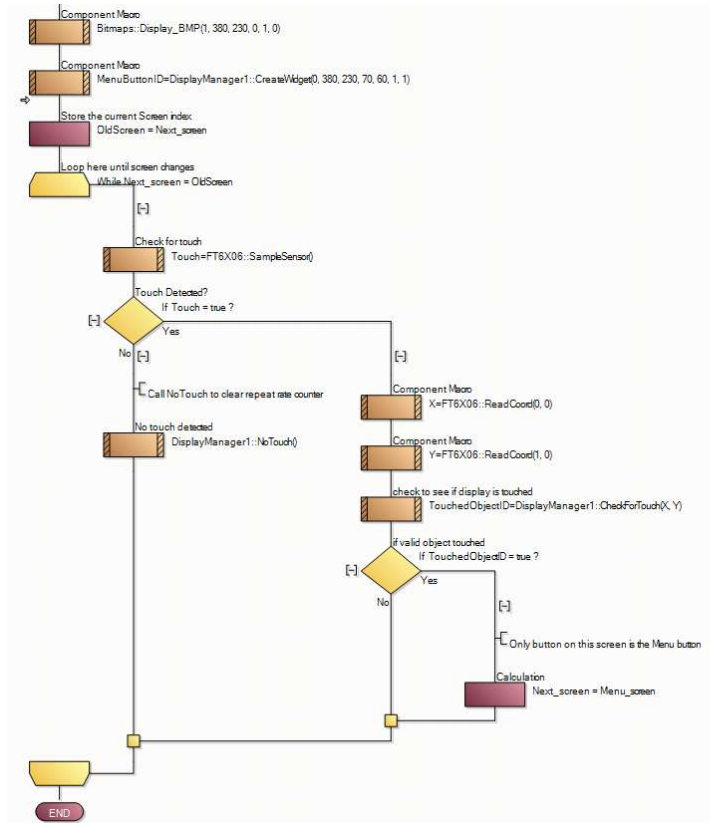 Component Macro
Bitmaps::Display_BMP(1, 380, 230, 0, 1, 0)
Component Macro
MenuButtonID=DisplayManager1::CreateWidget(0, 380, 230, 70, 60, 1, 1)
Store the current Screen index
OldScreen = Next_screen
Loop here until screen changes
While Next_screen = OldScreen
[-]
Check for touch
Touch=FT6X06::SampleSensor()
Touch Detected?
If Touch = true ?
[-]
Yes
No
[-]
[-]
Call NoTouch to clear repeat rate counter
Component Macro
X=FT6X06::ReadCoord(0, 0)
No touch detected
DisplayManager1::NoTouch()
Component Macro
Y=FT6X06::ReadCoord(1, 0)
check to see if display is touched
TouchedObjectID=DisplayManager1::CheckForTouch(X, Y)
if valid object touched
If TouchedObjectID = true ?
[-]
Yes
No
[-]
Only button on this screen is the Menu button
Calculation
Next_screen = Menu_screen
END